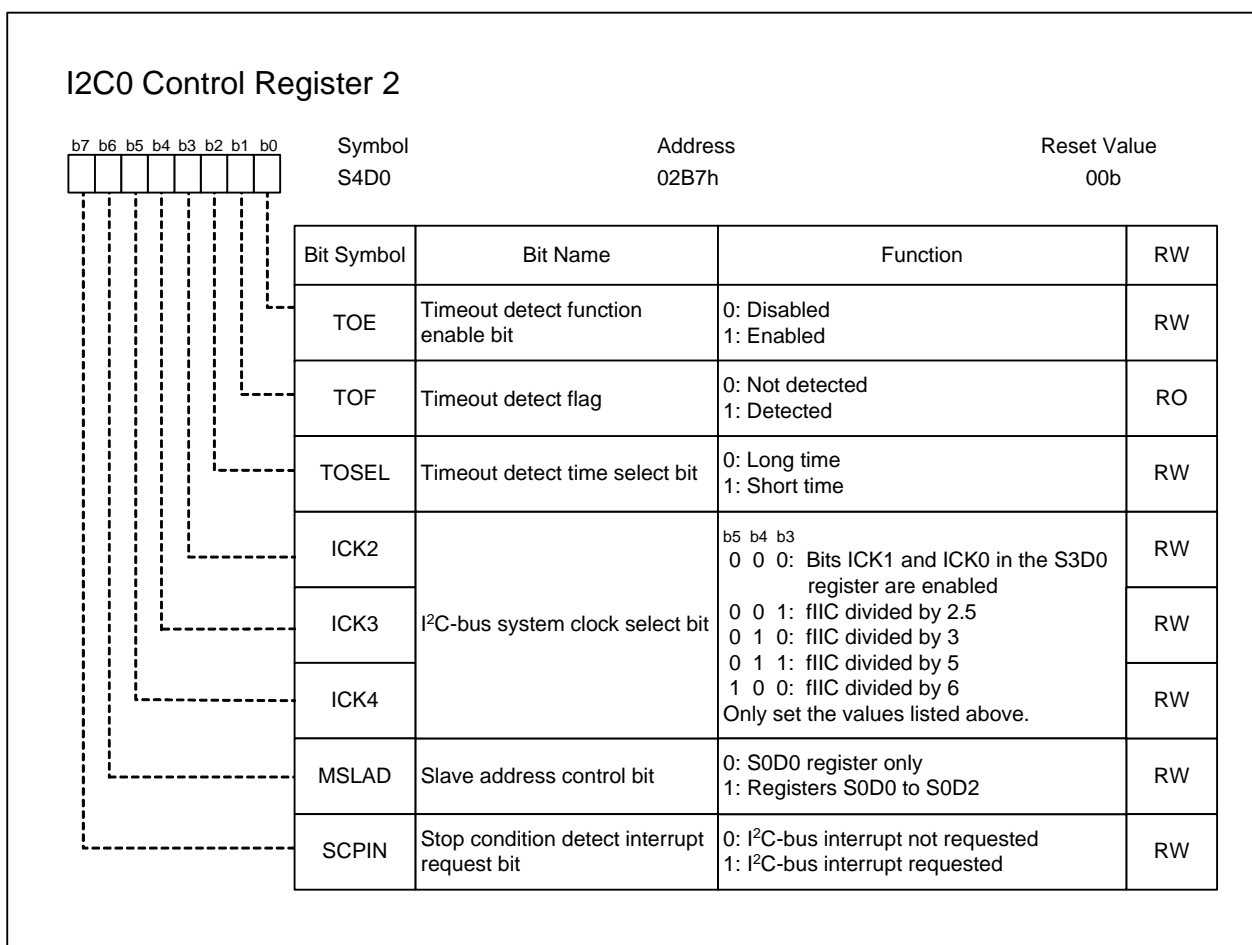 I2C0 Control Register 2
b7 b6 b5 b4 b3 b2 b1 b0
Symbol Address Reset Value
S4D0 02B7h 00b
Bit Symbol Bit Name Function RW
TOE Timeout detect function enable bit 0: Disabled
1: Enabled RW
TOF Timeout detect flag 0: Not detected
1: Detected RO
TOSEL Timeout detect time select bit 0: Long time
1: Short time RW
ICK2 RW
ICK3 I²C-bus system clock select bit RW
ICK4 RW
b5 b4 b3
0 0 0: Bits ICK1 and ICK0 in the S3D0
register are enabled
0 0 1: fIIC divided by 2.5
0 1 0: fIIC divided by 3
0 1 1: fIIC divided by 5
1 0 0: fIIC divided by 6
Only set the values listed above.
MSLAD Slave address control bit 0: S0D0 register only
1: Registers S0D0 to S0D2 RW
SCPIN Stop condition detect interrupt request bit 0: I²C-bus interrupt not requested
1: I²C-bus interrupt requested RW